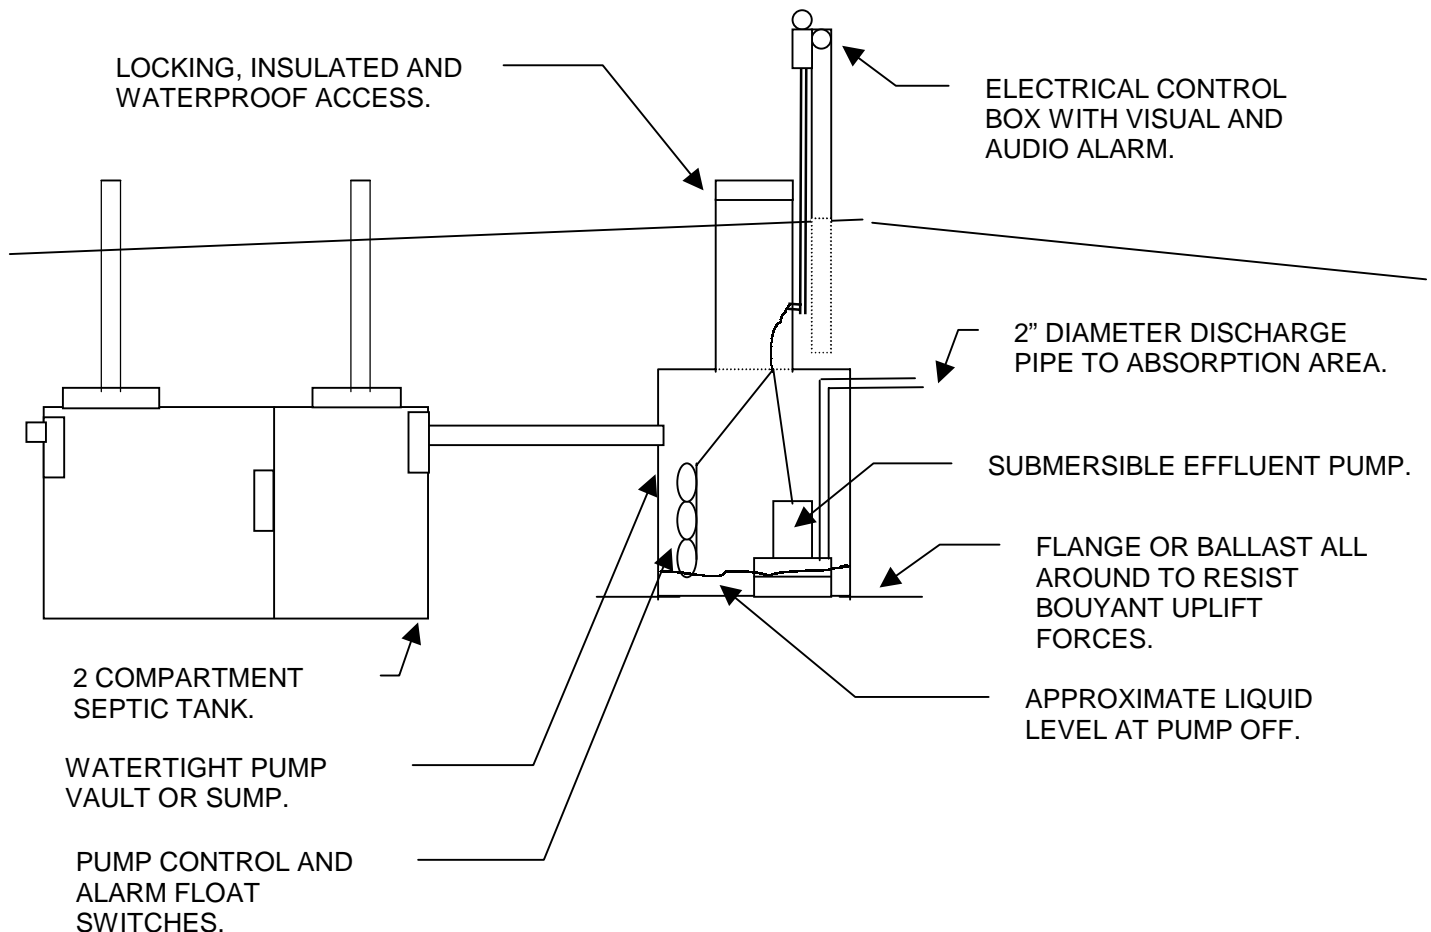 LOCKING, INSULATED AND
WATERPROOF ACCESS.
ELECTRICAL CONTROL
BOX WITH VISUAL AND
AUDIO ALARM.
2” DIAMETER DISCHARGE
PIPE TO ABSORPTION AREA.
SUBMERSIBLE EFFLUENT PUMP.
FLANGE OR BALLAST ALL
AROUND TO RESIST
BOUYANT UPLIFT
FORCES.
2 COMPARTMENT
SEPTIC TANK.
APPROXIMATE LIQUID
LEVEL AT PUMP OFF.
WATERTIGHT PUMP
VAULT OR SUMP.
PUMP CONTROL AND
ALARM FLOAT
SWITCHES.